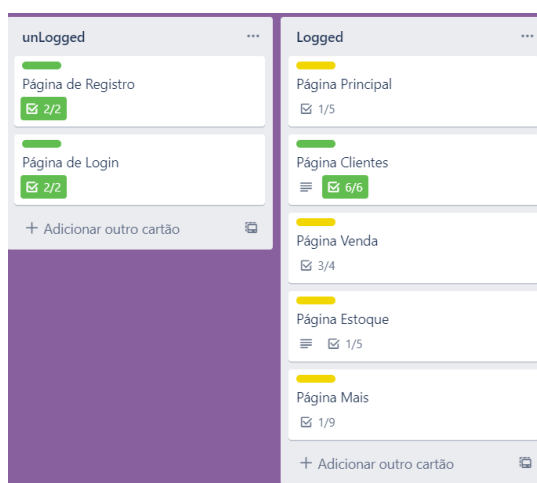 unLogged
Página de Registro
2/2
Página de Login
2/2
+ Adicionar outro cartão
Logged
Página Principal
1/5
Página Clientes
6/6
Página Venda
3/4
Página Estoque
1/5
Página Mais
1/9
+ Adicionar outro cartão